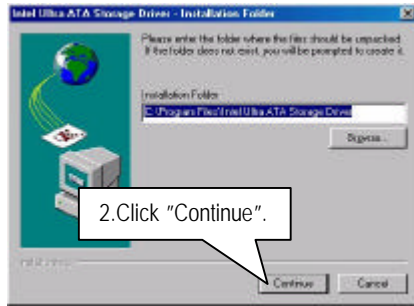 Intel Ultra ATA Storage Driver - Installation Folder
Please enter the folder where the files should be unpacked.
If the folder does not exist, you will be prompted to create it.
Installation Folder
C:\Program Files\Intel Ultra ATA Storage Driver
Browse...
2.Click "Continue".
Continue
Cancel